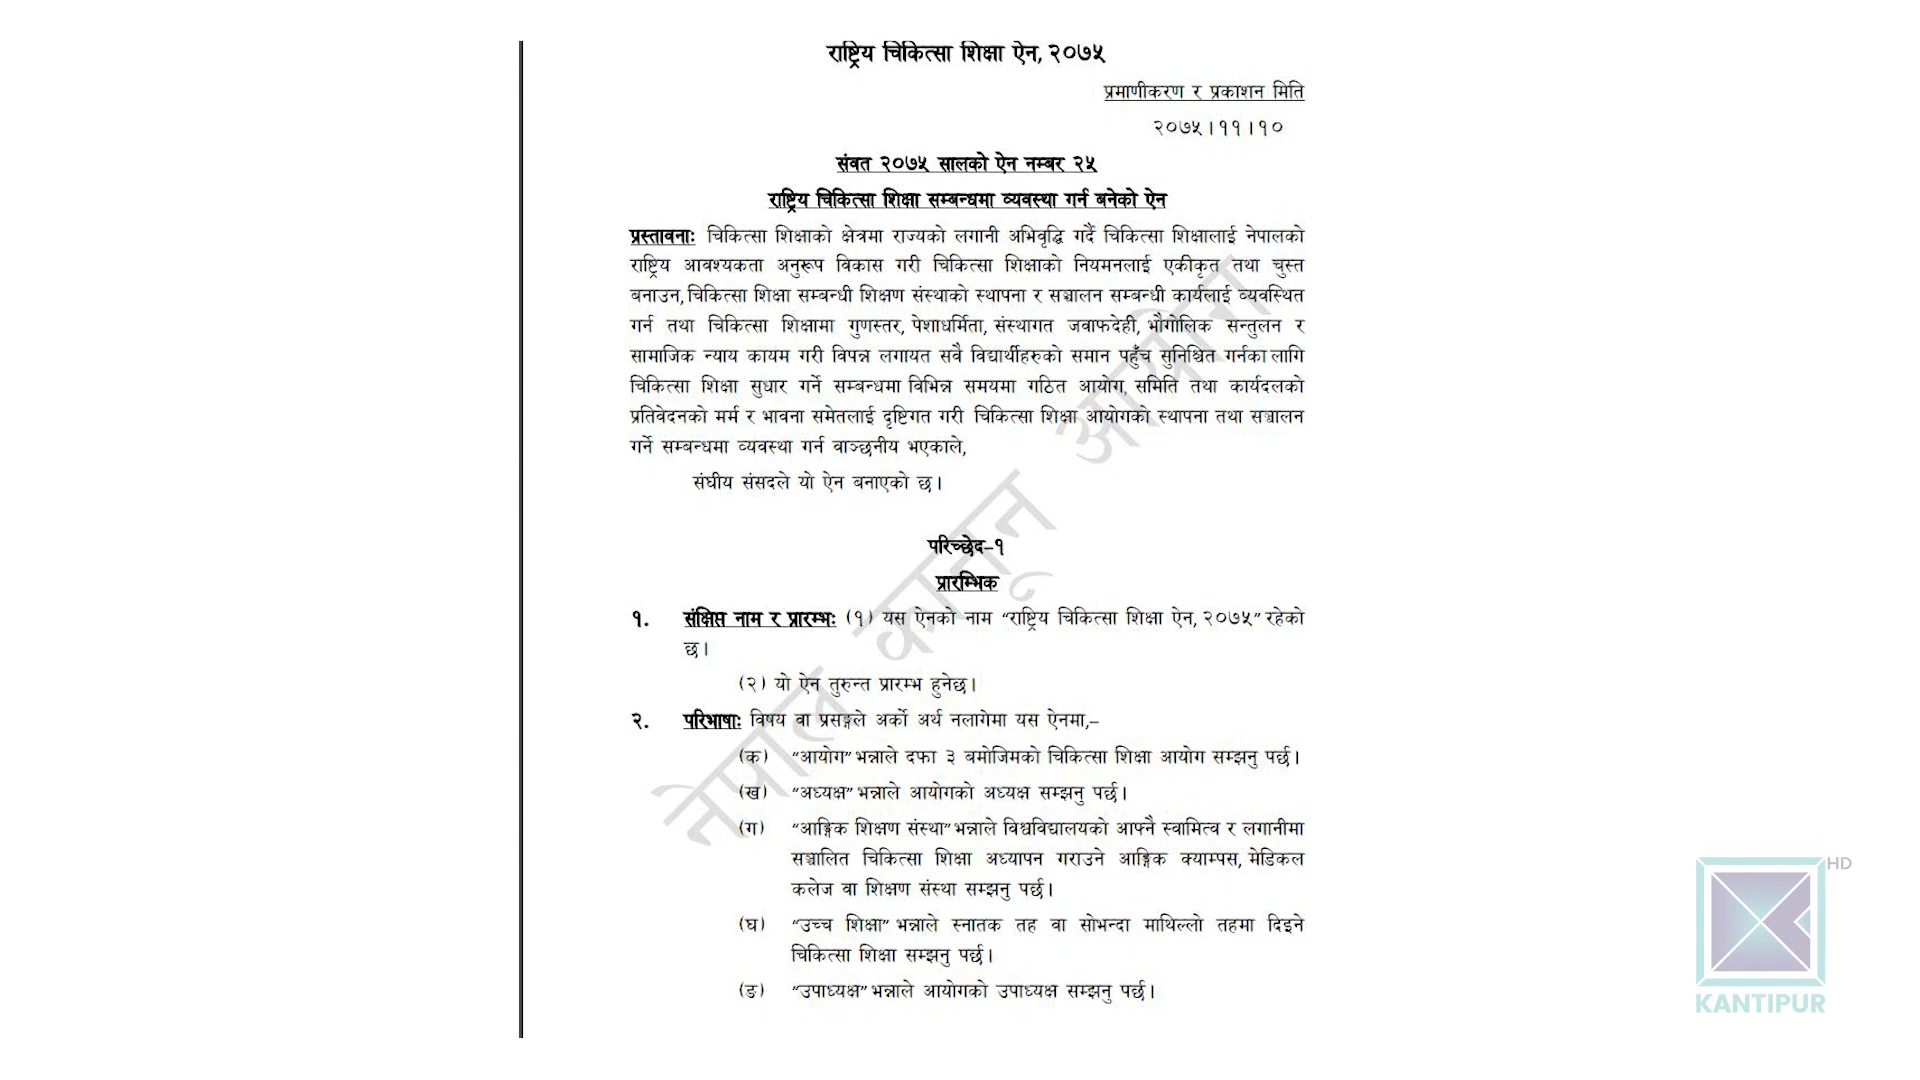 राष्ट्रिय चिकित्सा शिक्षा ऐन, २०७५
प्रमाणीकरण र प्रकाशन मिति
२०७५।११।१०
संवत २०७५ सालको ऐन नम्बर २५
राष्ट्रिय चिकित्सा शिक्षा सम्बन्धमा व्यवस्था गर्न बनेको ऐन
प्रस्तावनाः चिकित्सा शिक्षाको क्षेत्रमा राज्यको लगानी अभिवृद्धि गर्दै चिकित्सा शिक्षालाई नेपालको
राष्ट्रिय आवश्यकता अनुरूप विकास गरी चिकित्सा शिक्षाको नियमनलाई एकीकृत तथा चुस्त
बनाउन, चिकित्सा शिक्षा सम्बन्धी शिक्षण संस्थाको स्थापना र सञ्चालन सम्बन्धी कार्यलाई व्यवस्थित
गर्न तथा चिकित्सा शिक्षामा गुणस्तर, पेशाधर्मिता, संस्थागत जवाफदेही, भौगोलिक सन्तुलन र
सामाजिक न्याय कायम गरी विपन्न लगायत सवै विद्यार्थीहरुको समान पहुँच सुनिश्चित गर्नका लागि
चिकित्सा शिक्षा सुधार गर्ने सम्बन्धमा विभिन्न समयमा गठित आयोग, समिति तथा कार्यदलको
प्रतिवेदनको मर्म र भावना समेतलाई दृष्टिगत गरी चिकित्सा शिक्षा आयोगको स्थापना तथा सञ्चालन
गर्ने सम्बन्धमा व्यवस्था गर्न वाञ्छनीय भएकाले,
संघीय संसदले यो ऐन बनाएको छ।
परिच्छेद–१
प्रारम्भिक
१. संक्षिप्त नाम र प्रारम्भः (१) यस ऐनको नाम “राष्ट्रिय चिकित्सा शिक्षा ऐन, २०७५” रहेको
छ।
(२) यो ऐन तुरुन्त प्रारम्भ हुनेछ।
२. परिभाषाः विषय वा प्रसङ्गले अर्को अर्थ नलागेमा यस ऐनमा,–
(क) “आयोग” भन्नाले दफा ३ बमोजिमको चिकित्सा शिक्षा आयोग सम्झनु पर्छ।
(ख) “अध्यक्ष” भन्नाले आयोगको अध्यक्ष सम्झनु पर्छ।
(ग) “आङ्गिक शिक्षण संस्था” भन्नाले विश्वविद्यालयको आफ्नै स्वामित्व र लगानीमा
सञ्चालित चिकित्सा शिक्षा अध्यापन गराउने आङ्गिक क्याम्पस, मेडिकल
कलेज वा शिक्षण संस्था सम्झनु पर्छ।
(घ) “उच्च शिक्षा” भन्नाले स्नातक तह वा सोभन्दा माथिल्लो तहमा दिइने
चिकित्सा शिक्षा सम्झनु पर्छ।
(ङ) “उपाध्यक्ष” भन्नाले आयोगको उपाध्यक्ष सम्झनु पर्छ।
नेपाल कानून आयोग
HD
KANTIPUR